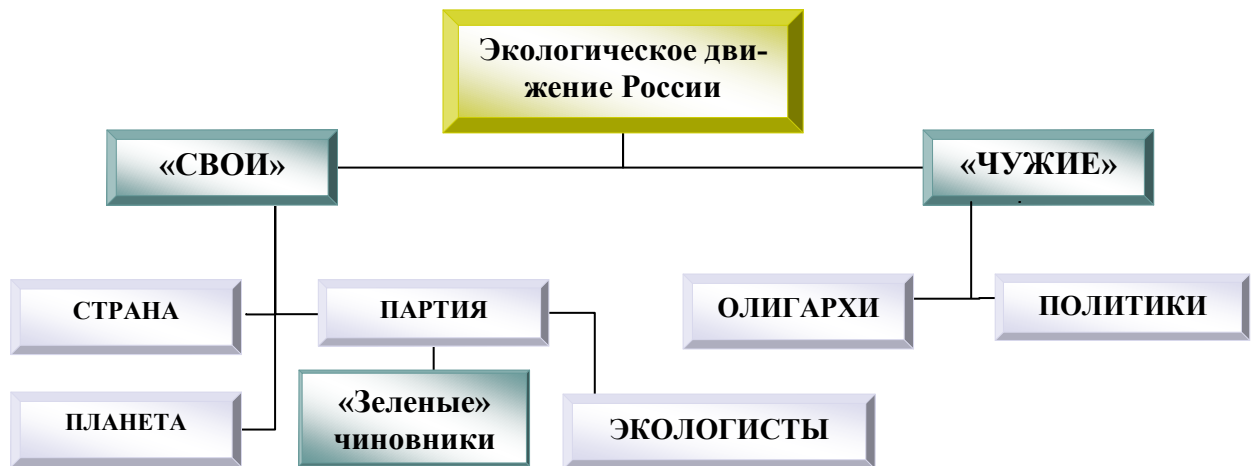 Экологическое дви-
жение России
«СВОИ»
«ЧУЖИЕ»
СТРАНА
ПАРТИЯ
ОЛИГАРХИ
ПОЛИТИКИ
ПЛАНЕТА
«Зеленые»
чиновники
ЭКОЛОГИСТЫ